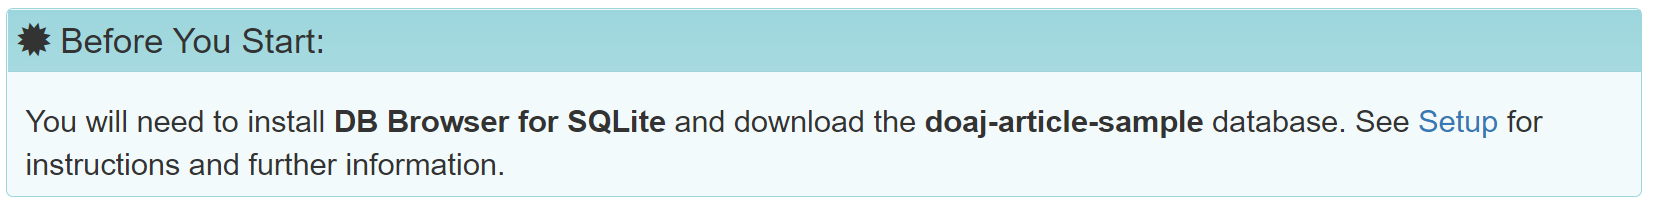 Before You Start:
You will need to install DB Browser for SQLite and download the doaj-article-sample database. See Setup for
instructions and further information.